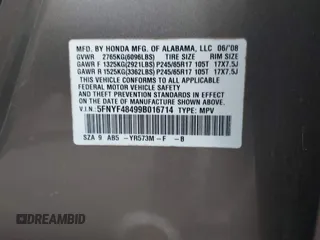 MFD. BY HONDA MFG. OF ALABAMA, LLC 06/'08
GVWR 2765KG(6096LBS) TIRE SIZE RIM SIZE
GAWR F 1325KG(2921LBS) P245/65R17 105T 17X7.5J
GAWR R 1525KG(3362LBS) P245/65R17 105T 17X7.5J
THIS VEHICLE CONFORMS TO ALL APPLICABLE FEDERAL
MOTOR VEHICLE SAFETY AND THEFT PREVENTION
STANDARDS IN EFFECT ON THE DATE OF
MANUFACTURE SHOWN ABOVE.
V.I.N.: 5FNYF48499B016714 TYPE: MPV
SZA 9 AB5 -YR573M-F -B
DREAMBID